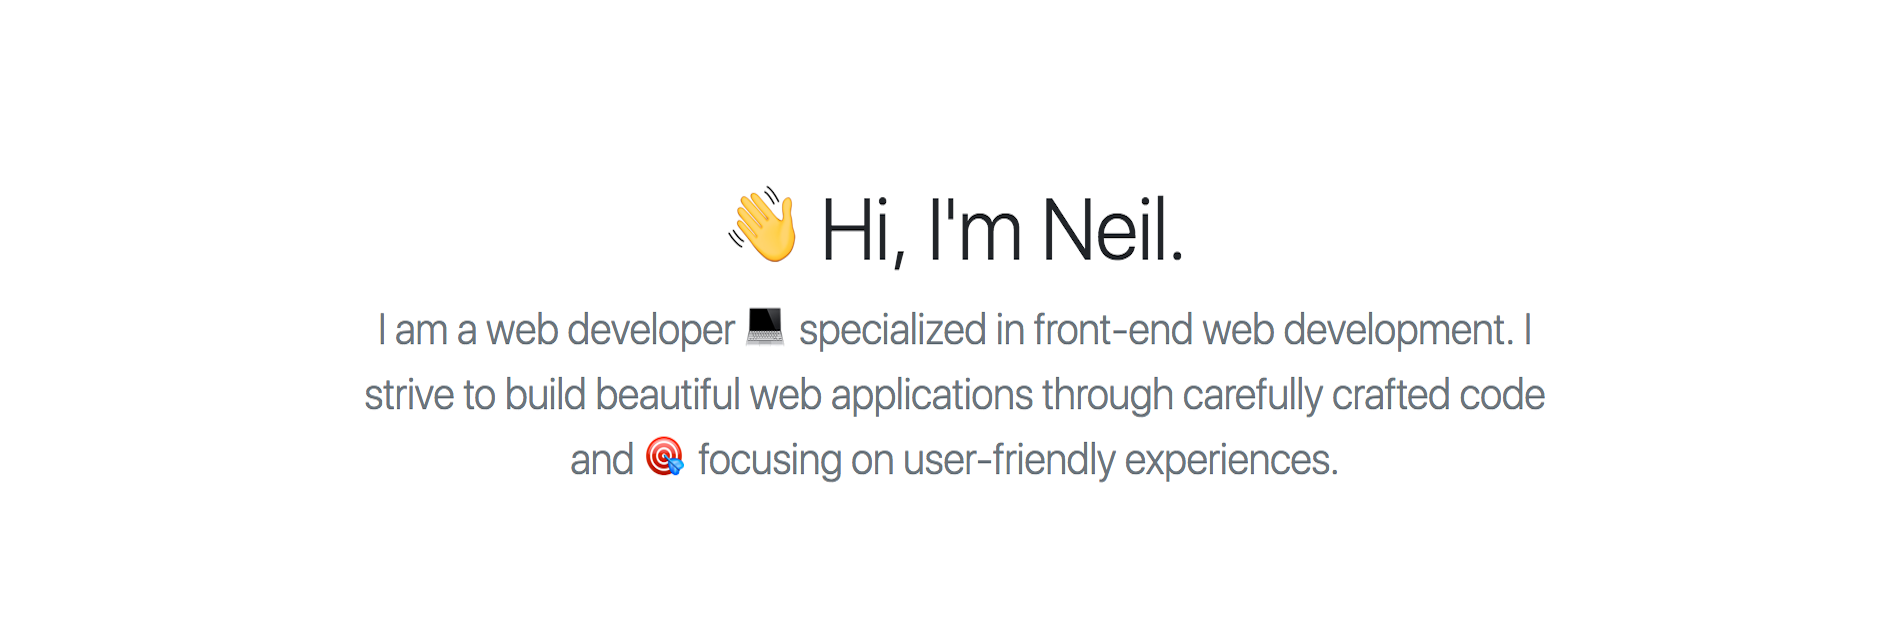 👋 Hi, I'm Neil.
I am a web developer 💻 specialized in front-end web development. I
strive to build beautiful web applications through carefully crafted code
and 🎯 focusing on user-friendly experiences.